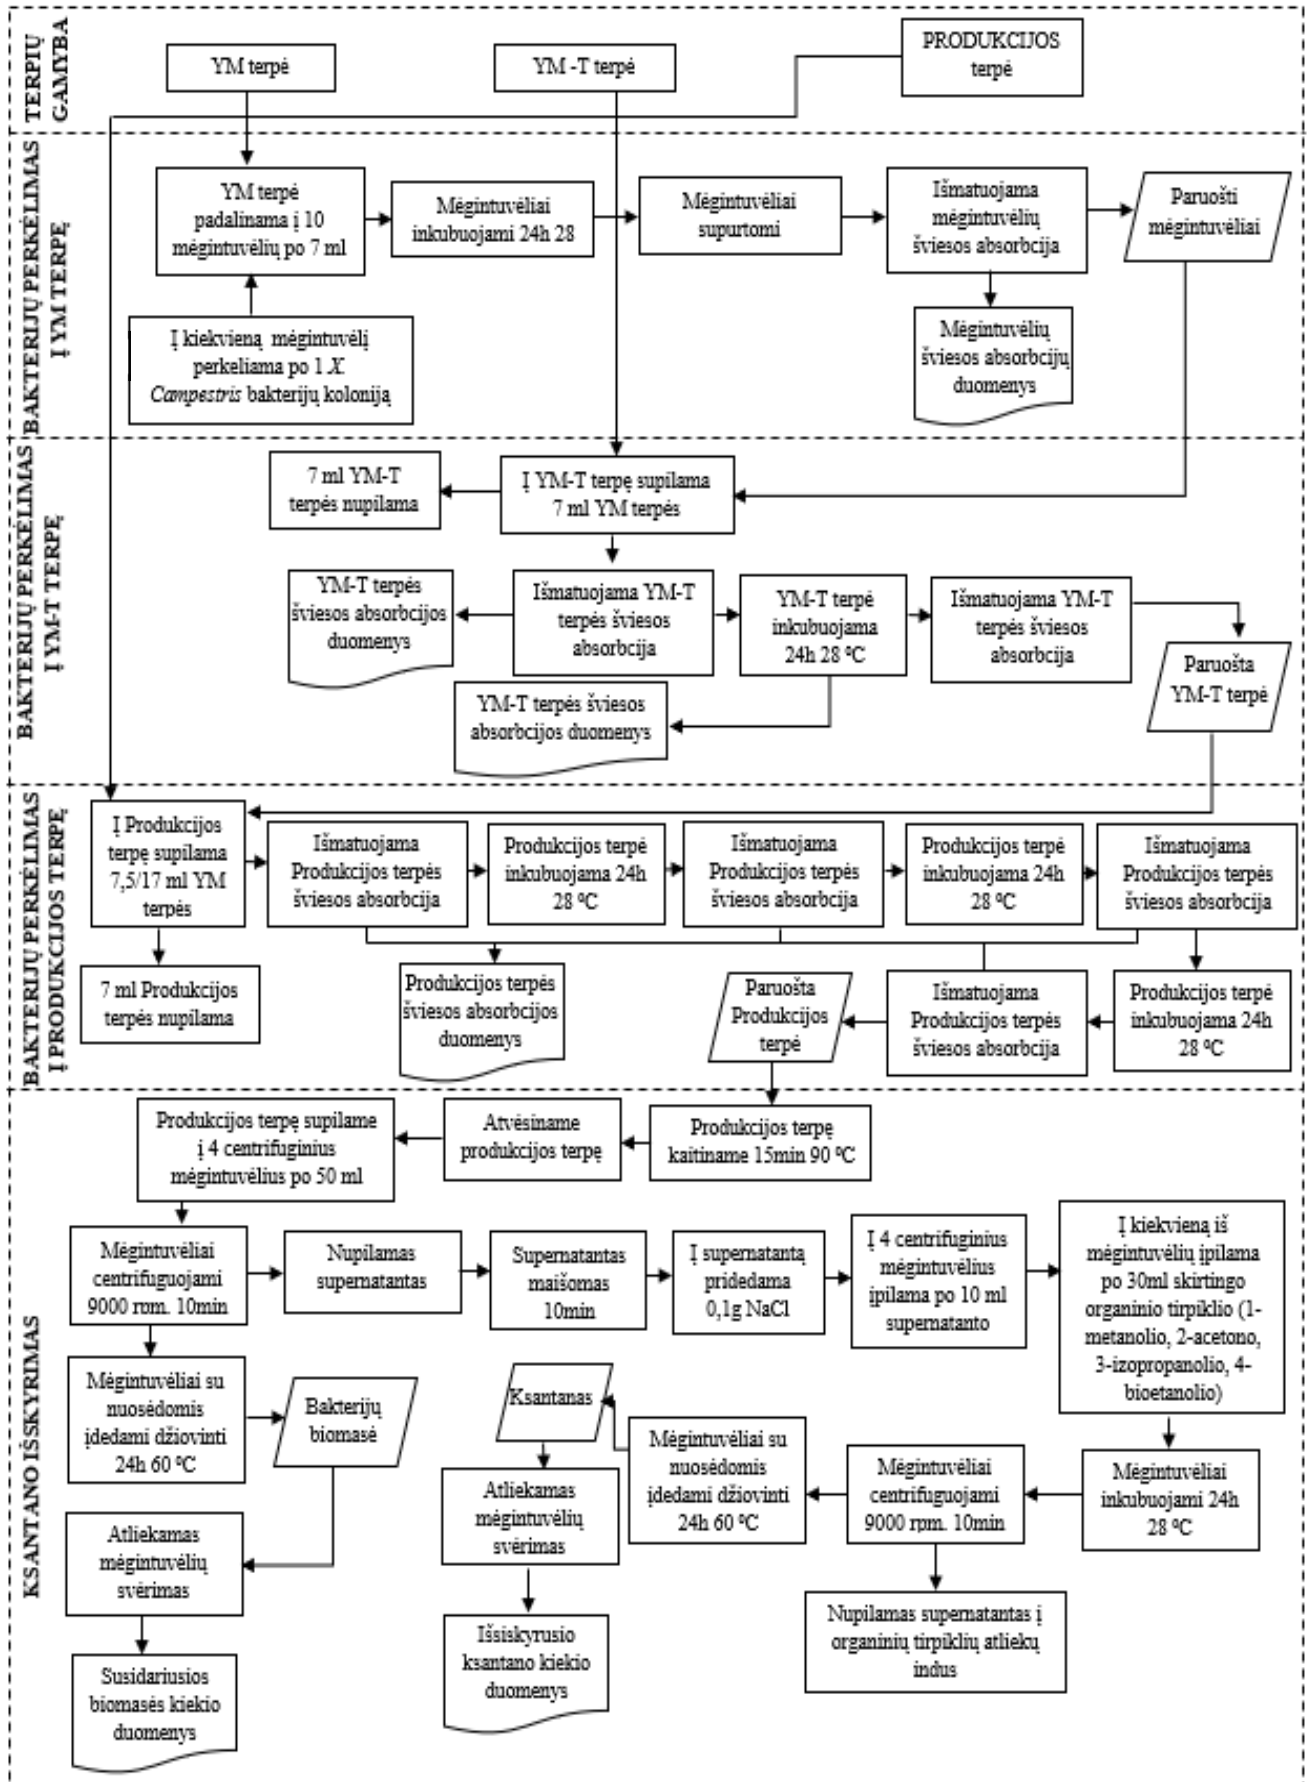 TERPIŲ
GAMYBA
YM terpė
YM -T terpė
PRODUKCIJOS
terpė
BAKTERIJŲ PERKĖLIMAS
Į YM TERPĘ
YM terpė
padalinama į 10
mėgintuvėlių po 7 ml
Mėgintuvėliai
inkubuojami 24h 28
Mėgintuvėliai
supurtomi
Išmatuojama
mėgintuvėlių
šviesos absorbcija
Paruošti
mėgintuvėliai
Į kiekvieną mėgintuvėlį
perkeliama po 1 X.
Campestris bakterijų koloniją
Mėgintuvėlių
šviesos absorbcijų
duomenys
BAKTERIJŲ PERKĖLIMAS
Į YM-T TERPĘ
7 ml YM-T
terpės nupilama
Į YM-T terpę supilama
7 ml YM terpės
YM-T terpės
šviesos absorbcijos
duomenys
Išmatuojama YM-T
terpės šviesos
absorbcija
YM-T terpė
inkubuojama
24h 28 ⁰C
Išmatuojama YM-T
terpės šviesos
absorbcija
Paruošta
YM-T terpė
YM-T terpės šviesos
absorbcijos duomenys
BAKTERIJŲ PERKĖLIMAS
Į PRODUKCIJOS TERPĘ
Į Produkcijos
terpę supilama
7,5/17 ml YM
terpės
Išmatuojama
Produkcijos terpės
šviesos absorbcija
Produkcijos terpė
inkubuojama 24h
28 ⁰C
Išmatuojama
Produkcijos terpės
šviesos absorbcija
Produkcijos terpė
inkubuojama 24h
28 ⁰C
Išmatuojama
Produkcijos terpės
šviesos absorbcija
7 ml Produkcijos
terpės nupilama
Produkcijos terpės
šviesos absorbcijos
duomenys
Paruošta
Produkcijos
terpė
Išmatuojama
Produkcijos terpės
šviesos absorbcija
Produkcijos terpė
inkubuojama 24h
28 ⁰C
KSANTANO IŠSKYRIMAS
Produkcijos terpę supilame
į 4 centrifuginius
mėgintuvėlius po 50 ml
Atvėsiname
produkcijos terpę
Produkcijos terpę
kaitiname 15min 90 ⁰C
Mėgintuvėliai
centrifuguojami
9000 rpm. 10min
Nupilamas
supernatantas
Supernatantas
maišomas
10min
Į supernatantą
pridedama
0,1g NaCl
Į 4 centrifuginius
mėgintuvėlius
įpilama po 10 ml
supernatanto
Į kiekvieną iš
mėgintuvėlių įpilama
po 30ml skirtingo
organinio tirpiklio (1-
metanolio, 2-acetono,
3-izopropanolio, 4-
bioetanolio)
Mėgintuvėliai su
nuosėdomis
įdedami džiovinti
24h 60 ⁰C
Bakterijų
biomasė
Ksantanas
Mėgintuvėliai su
nuosėdomis
įdedami džiovinti
24h 60 ⁰C
Mėgintuvėliai
centrifuguojami
9000 rpm. 10min
Mėgintuvėliai
inkubuojami 24h
28 ⁰C
Atliekamas
mėgintuvėlių
svėrimas
Atliekamas
mėgintuvėlių
svėrimas
Nupilamas supernatantas į
organinių tirpiklių atliekų
indus
Susidariusios
biomasės kiekio
duomenys
Išsiskyrusio
ksantano kiekio
duomenys